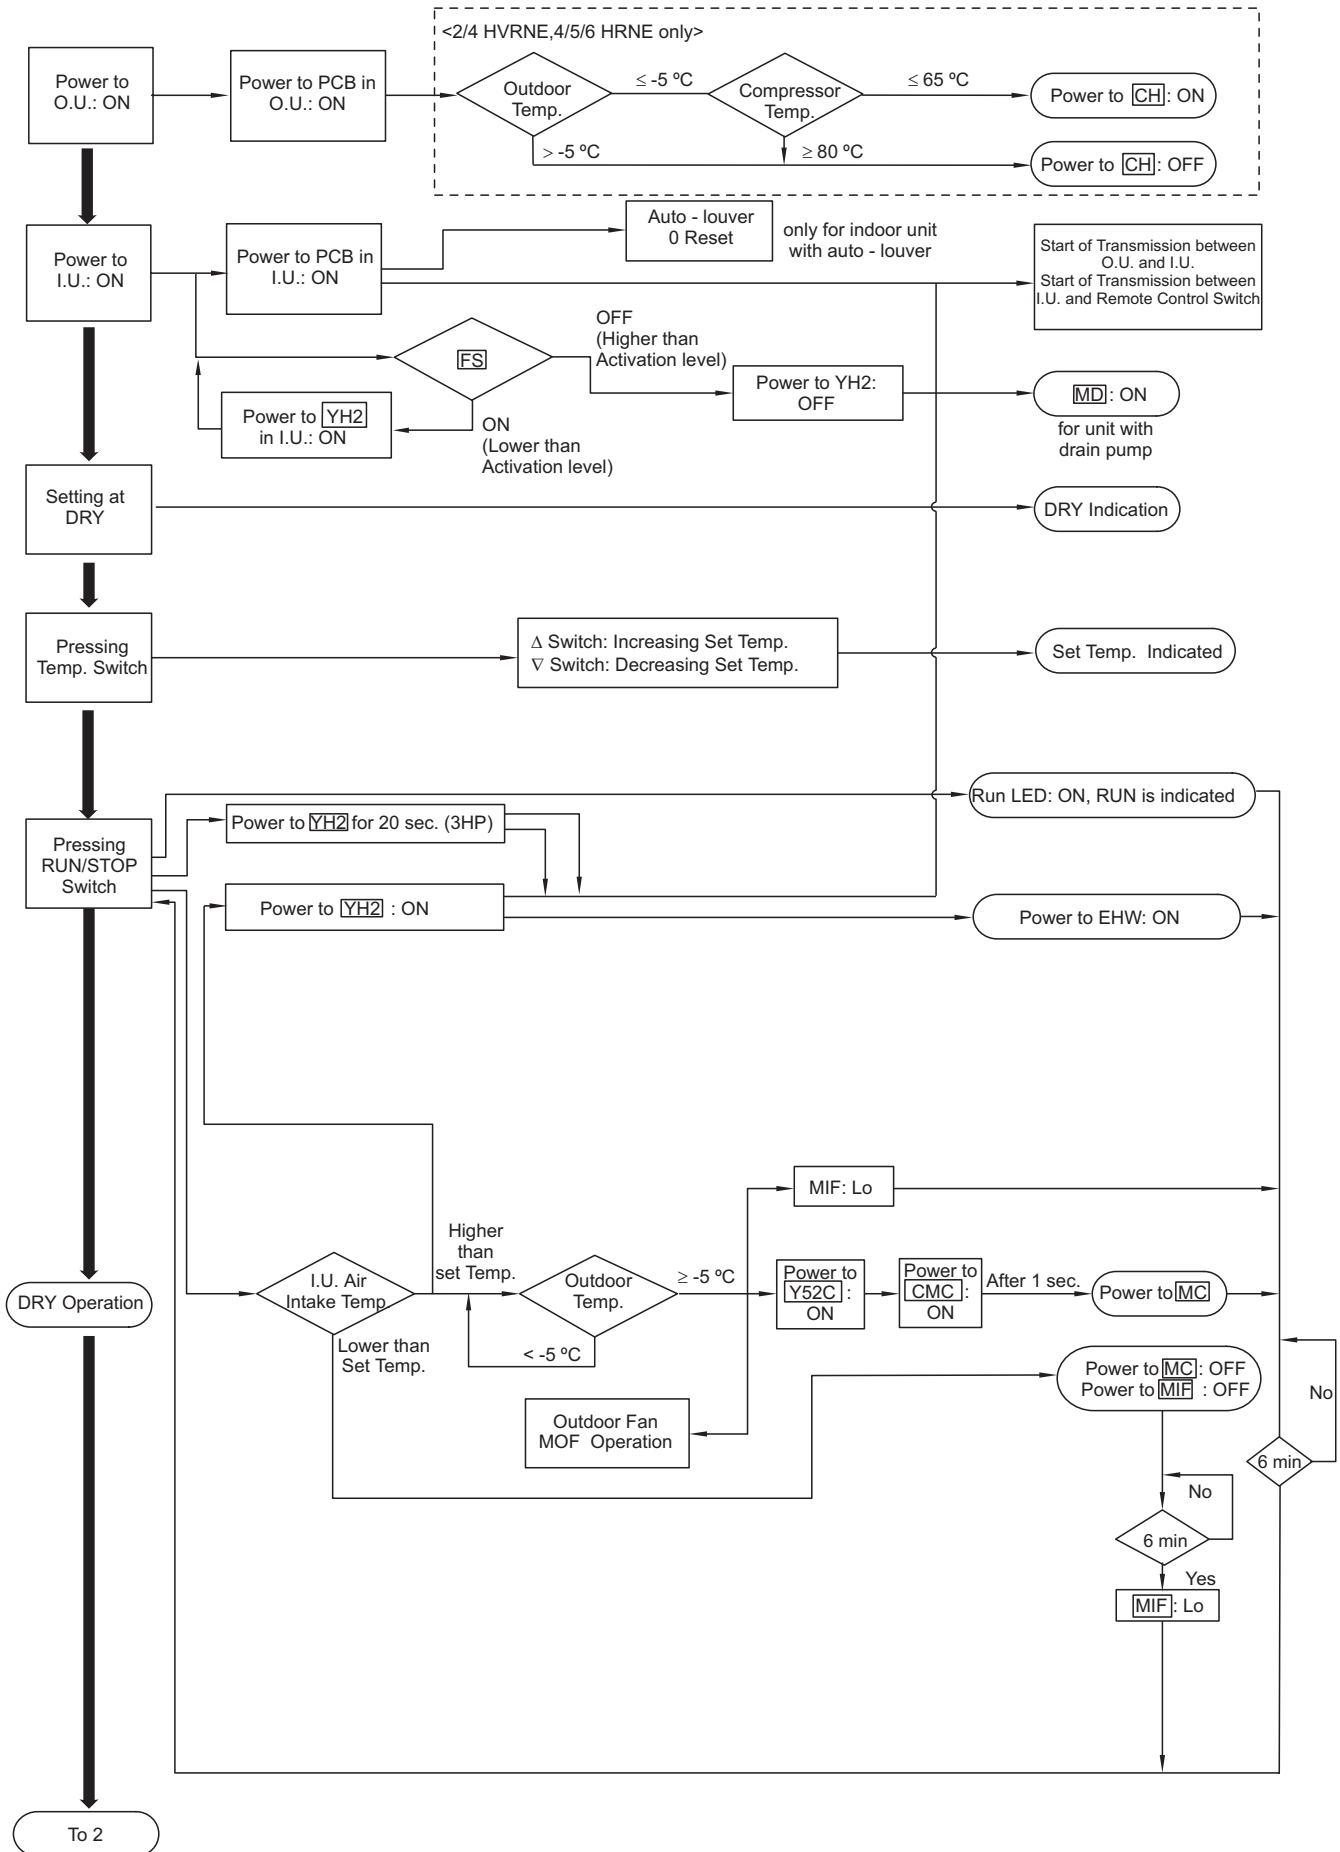 <2/4 HVRNE,4/5/6 HRNE only>
Power to
O.U.: ON
Power to PCB in
O.U.: ON
Outdoor
Temp.
≤ -5 ºC
Compressor
Temp.
≤ 65 ºC
Power to CH : ON
> -5 ºC
≥ 80 ºC
Power to CH : OFF
Power to
I.U.: ON
Power to PCB in
I.U.: ON
Auto - louver
0 Reset
only for indoor unit
with auto - louver
Start of Transmission between
O.U. and I.U.
Start of Transmission between
I.U. and Remote Control Switch
FS
OFF
(Higher than
Activation level)
Power to YH2:
OFF
MD : ON
for unit with
drain pump
Power to YH2
in I.U.: ON
ON
(Lower than
Activation level)
Setting at
DRY
DRY Indication
Pressing
Temp. Switch
Δ Switch: Increasing Set Temp.
∇ Switch: Decreasing Set Temp.
Set Temp. Indicated
Run LED: ON, RUN is indicated
Pressing
RUN/STOP
Switch
Power to YH2 for 20 sec. (3HP)
Power to YH2 : ON
Power to EHW: ON
MIF: Lo
Higher
than
set Temp.
DRY Operation
I.U. Air
Intake Temp
Outdoor
Temp.
≥ -5 ºC
Power to
Y52C :
ON
Power to
CMC :
ON
After 1 sec.
Power to MC
Lower than
Set Temp.
< -5 ºC
Power to MC : OFF
Power to MIF : OFF
No
Outdoor Fan
MOF Operation
6 min
No
6 min
Yes
MIF : Lo
To 2